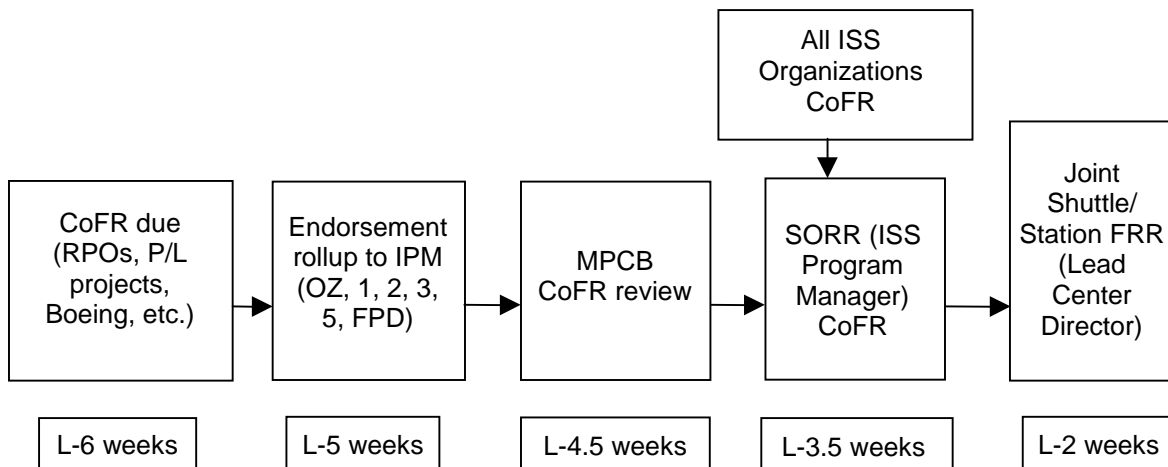 All ISS
Organizations
CoFR
CoFR due
(RPOs, P/L
projects,
Boeing, etc.)
Endorsement
rollup to IPM
(OZ, 1, 2, 3,
5, FPD)
MPCB
CoFR review
SORR (ISS
Program
Manager)
CoFR
Joint
Shuttle/
Station FRR
(Lead
Center
Director)
L-6 weeks
L-5 weeks
L-4.5 weeks
L-3.5 weeks
L-2 weeks